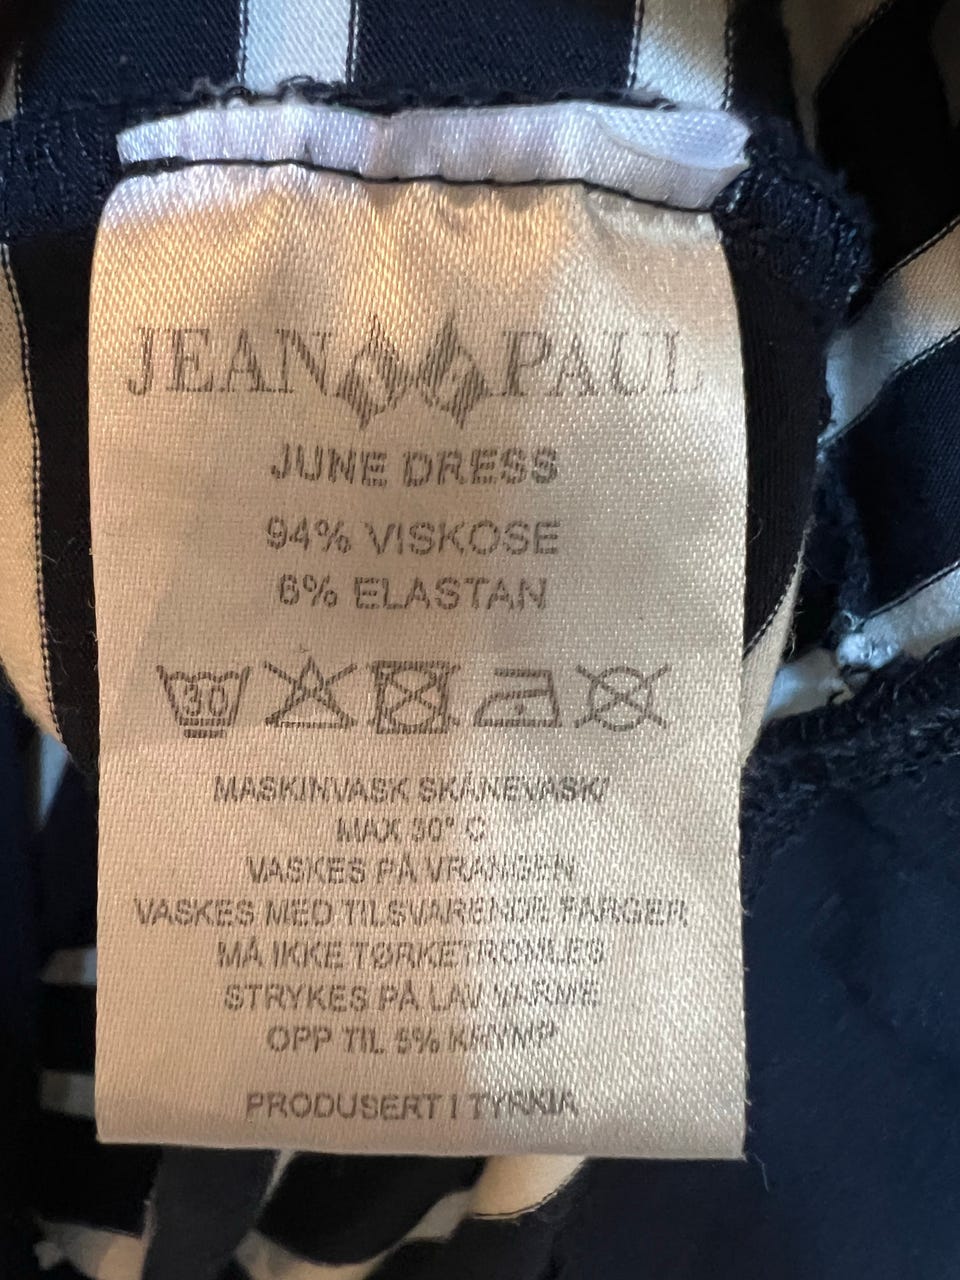 JEAN PAUL
JUNE DRESS
94% VISKOSE
6% ELASTAN
30
MASKINVASK SKÅNEVASK/
MAX 30° C
VASKES PÅ VRANGEN
VASKES MED TILSVARENDE FARGER
MÅ IKKE TØRKETROMLES
STRYKES PÅ LAV VARME
OPP TIL 5% KRYMP
PRODUSERT I TYRKIA